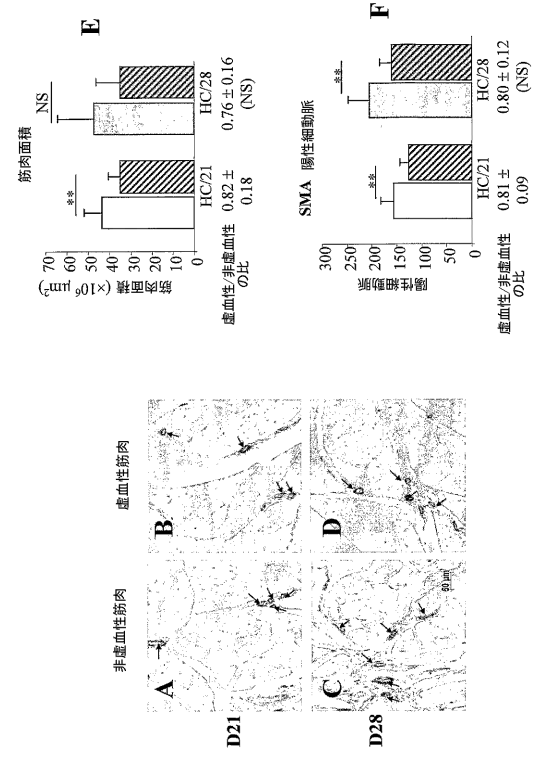 非虚血性筋肉
虚血性筋肉
A
B
D21
C
D
D28
60 µm
E
筋肉面積
筋肉面積 (×10⁶ µm²)
70
60
50
40
30
20
10
0
**
NS
HC/21
HC/28
虚血性/非虚血性の比
0.82 ± 0.18
0.76 ± 0.16
(NS)
F
SMA 陽性細動脈
陽性細動脈
300
250
200
150
100
50
0
**
**
HC/21
HC/28
虚血性/非虚血性の比
0.81 ± 0.09
0.80 ± 0.12
(NS)